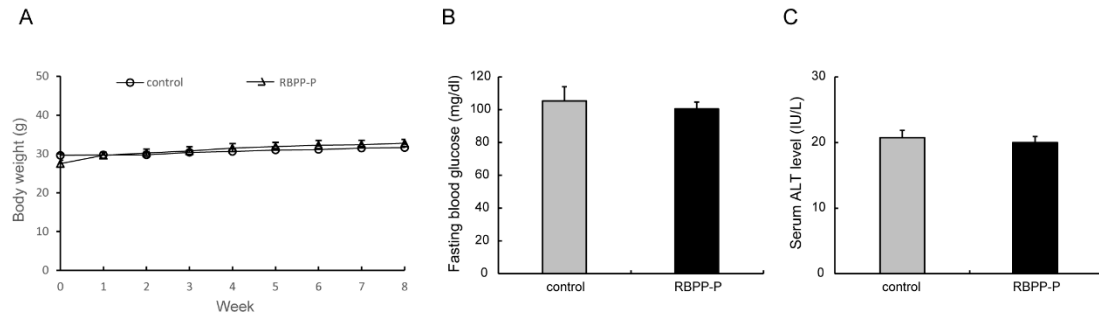 A
control
RBPP-P
50
40
30
20
10
0
Body weight (g)
0 1 2 3 4 5 6 7 8
Week
B
120
100
80
60
40
20
0
Fasting blood glucose (mg/dl)
control RBPP-P
C
30
20
10
0
Serum ALT level (IU/L)
control RBPP-P